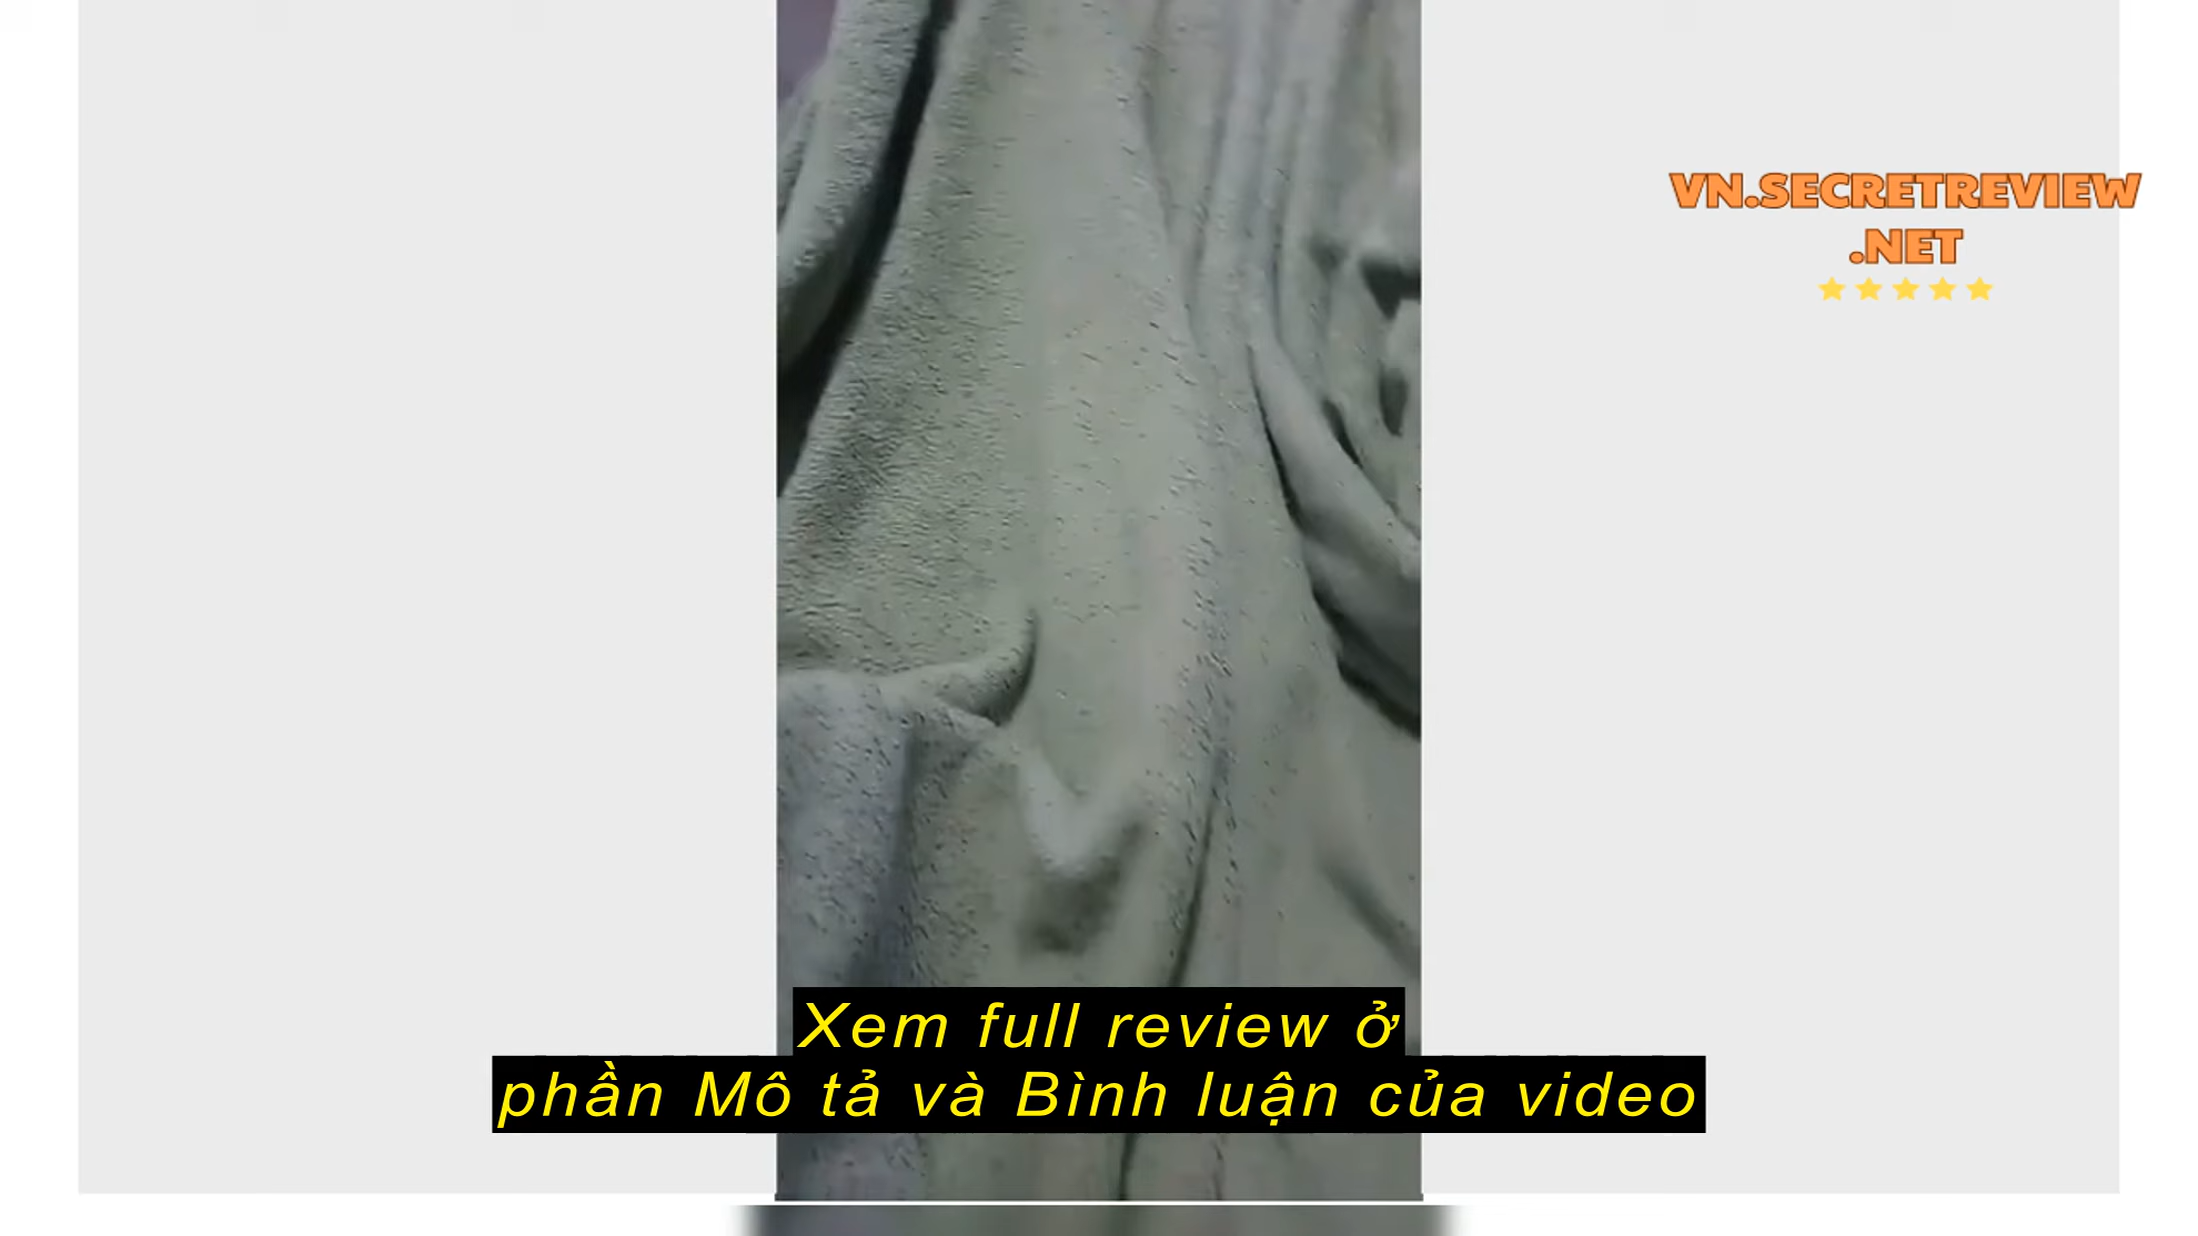 VN.SECRETREVIEW
.NET
Xem full review ở
phần Mô tả và Bình luận của video